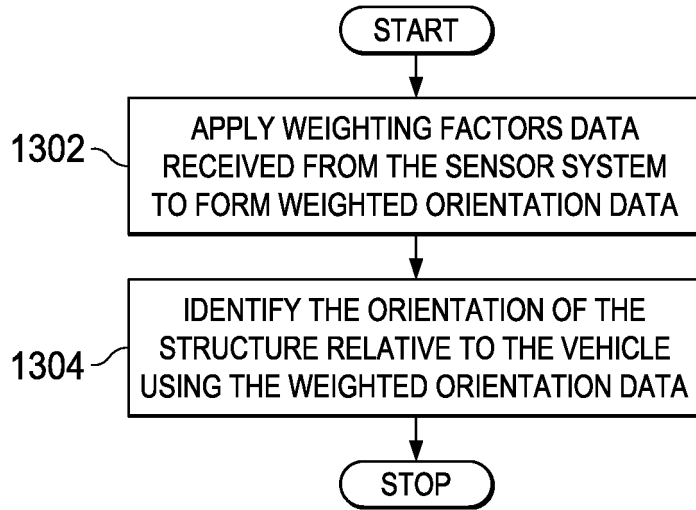 START
1302
APPLY WEIGHTING FACTORS DATA
RECEIVED FROM THE SENSOR SYSTEM
TO FORM WEIGHTED ORIENTATION DATA
1304
IDENTIFY THE ORIENTATION OF THE
STRUCTURE RELATIVE TO THE VEHICLE
USING THE WEIGHTED ORIENTATION DATA
STOP